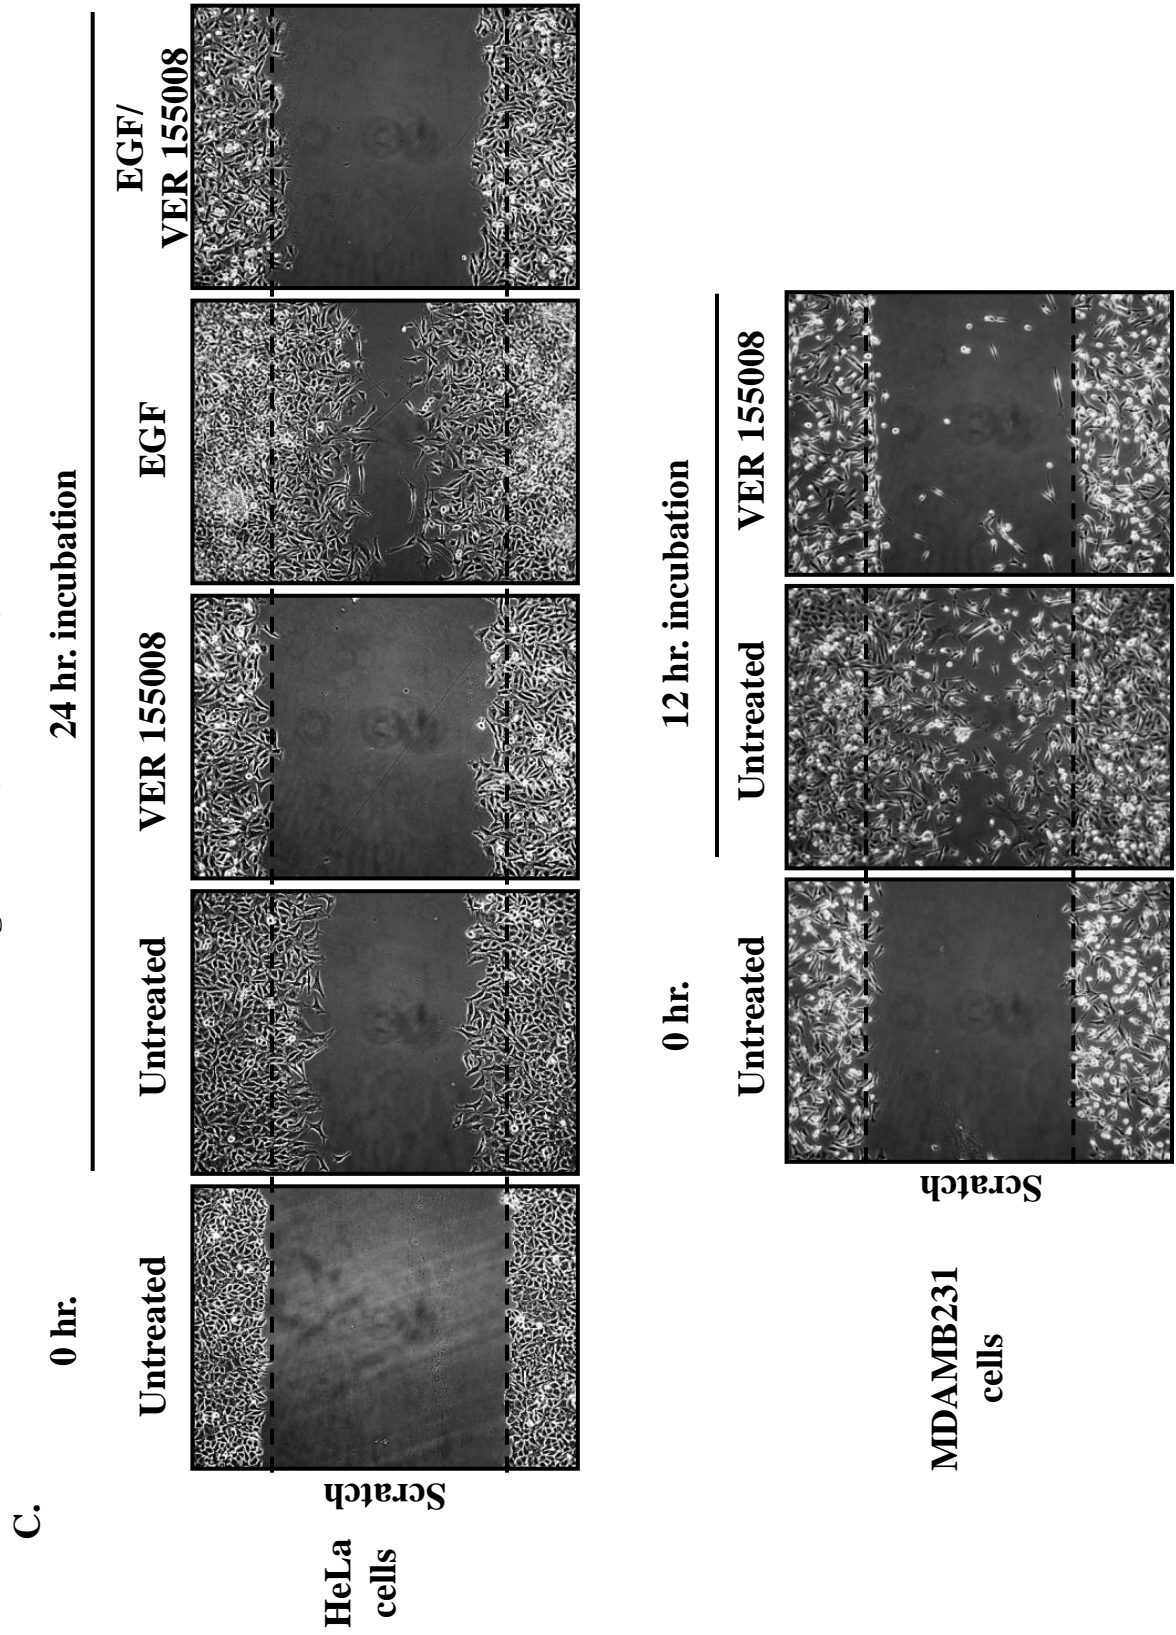 C.
0 hr.
24 hr. incubation
Untreated
Untreated
VER 155008
EGF
EGF/
VER 155008
HeLa
cells
Scratch
0 hr.
12 hr. incubation
Untreated
Untreated
VER 155008
MDAMB231
cells
Scratch